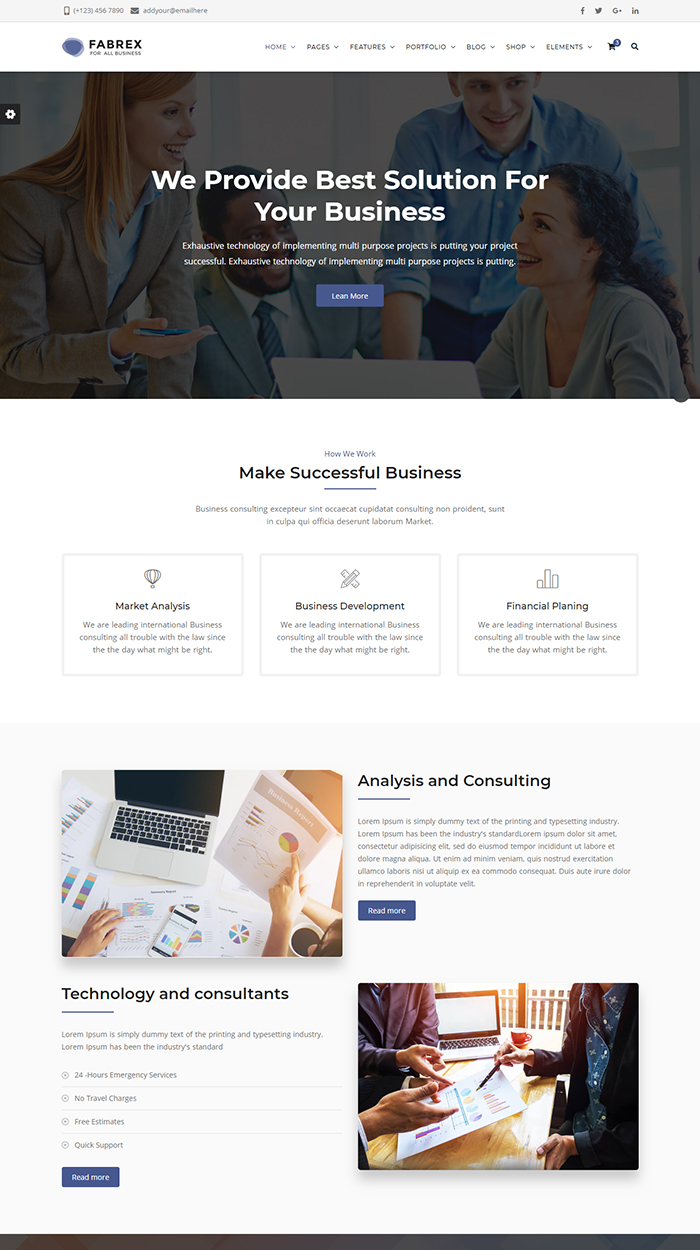 (+123) 456 7890 addyour@emailhere
FABREX
FOR ALL BUSINESS
HOME PAGES FEATURES PORTFOLIO BLOG SHOP ELEMENTS
3
We Provide Best Solution For
Your Business
Exhaustive technology of implementing multi purpose projects is putting your project
successful. Exhaustive technology of implementing multi purpose projects is putting.
Lean More
How We Work
Make Successful Business
Business consulting excepteur sint occaecat cupidatat consulting non proident, sunt
in culpa qui officia deserunt laborum Market.
Market Analysis
We are leading international Business
consulting all trouble with the law since
the the day what might be right.
Business Development
We are leading international Business
consulting all trouble with the law since
the the day what might be right.
Financial Planing
We are leading international Business
consulting all trouble with the law since
the the day what might be right.
Business Report
Analysis and Consulting
Lorem Ipsum is simply dummy text of the printing and typesetting industry.
Lorem Ipsum has been the industry's standardLorem ipsum dolor sit amet,
consectetur adipisicing elit, sed do eiusmod tempor incididunt ut labore et
dolore magna aliqua. Ut enim ad minim veniam, quis nostrud exercitation
ullamco laboris nisi ut aliquip ex ea commodo consequat. Duis aute irure dolor
in reprehenderit in voluptate velit.
Read more
Technology and consultants
Lorem Ipsum is simply dummy text of the printing and typesetting industry.
Lorem Ipsum has been the industry's standard
24 -Hours Emergency Services
No Travel Charges
Free Estimates
Quick Support
Read more